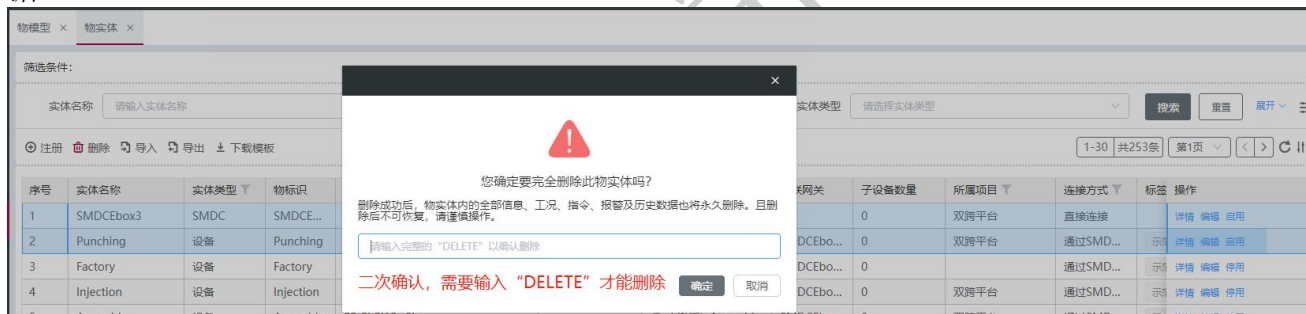 物模型 × 物实体 ×
筛选条件:
实体名称 请输入实体名称 实体类型 请选择实体类型 搜索 重置 展开
注册 删除 导入 导出 下载模板 1-30 共253条 第1页
序号 实体名称 实体类型 物标识 关 子设备数量 所属项目 连接方式 标签 操作
1 SMDCEbox3 SMDC SMDCE... 0 双跨平台 直接连接 详情 编辑 启用
2 Punching 设备 Punching DCEbo... 0 双跨平台 通过SMD... 详情 编辑 启用
3 Factory 设备 Factory DCEbo... 0 通过SMD... 详情 编辑 停用
4 Injection 设备 Injection DCEbo... 0 双跨平台 通过SMD... 详情 编辑 停用
您确定要完全删除此物实体吗?
删除成功后，物实体内的全部信息、工况、指令、报警及历史数据也将永久删除。且删
除后不可恢复，请谨慎操作。
请输入完整的“DELETE”以确认删除
二次确认，需要输入“DELETE”才能删除 确定 取消